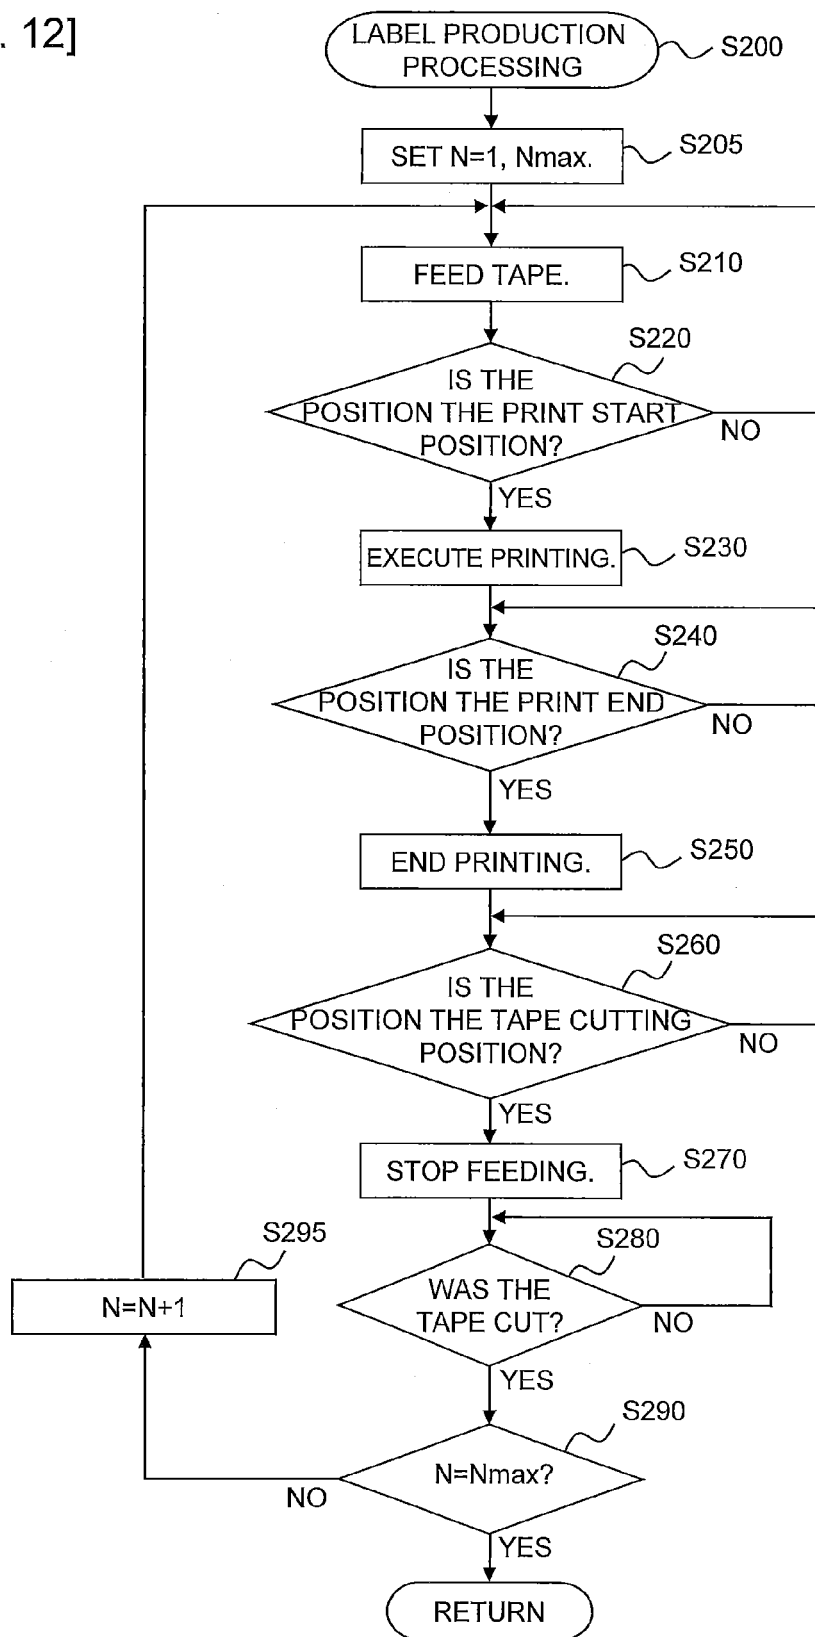 . 12]
LABEL PRODUCTION
PROCESSING
S200
SET N=1, Nmax.
S205
FEED TAPE.
S210
S220
IS THE
POSITION THE PRINT START
POSITION?
NO
YES
EXECUTE PRINTING.
S230
S240
IS THE
POSITION THE PRINT END
POSITION?
NO
YES
END PRINTING.
S250
S260
IS THE
POSITION THE TAPE CUTTING
POSITION?
NO
YES
STOP FEEDING.
S270
S295
N=N+1
S280
WAS THE
TAPE CUT?
NO
YES
S290
N=Nmax?
NO
YES
RETURN